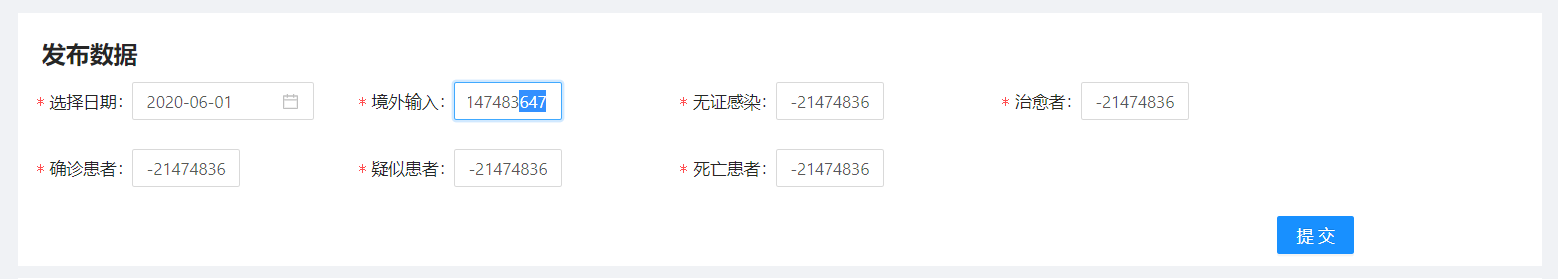 发布数据
* 选择日期: 2020-06-01 * 境外输入: 147483647 * 无证感染: -21474836 * 治愈者: -21474836
* 确诊患者: -21474836 * 疑似患者: -21474836 * 死亡患者: -21474836
提 交